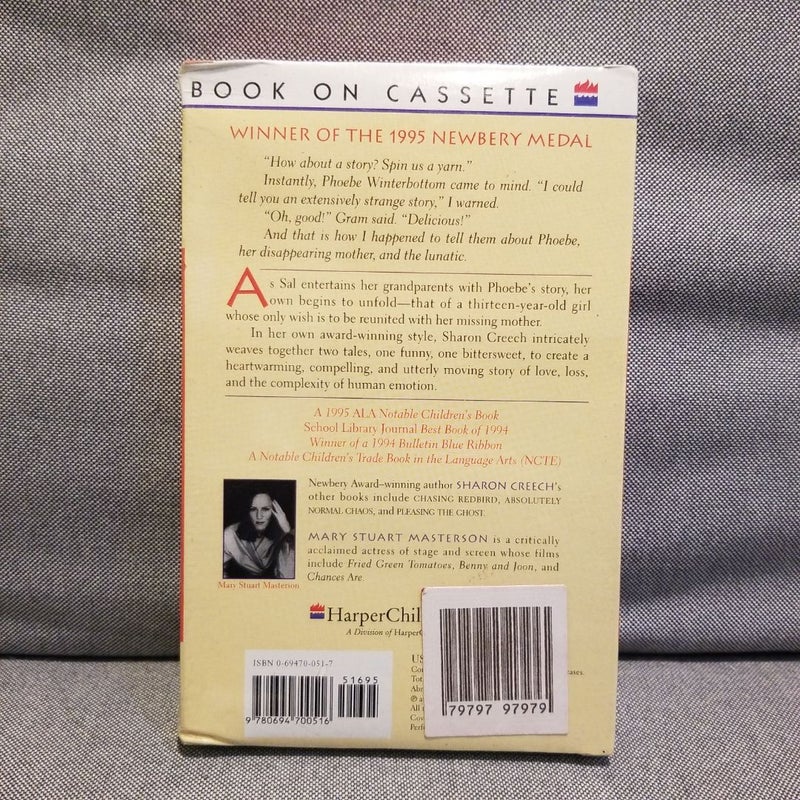 BOOK ON CASSETTE
WINNER OF THE 1995 NEWBERY MEDAL
"How about a story? Spin us a yarn."
Instantly, Phoebe Winterbottom came to mind. "I could
tell you an extensively strange story," I warned.
"Oh, good!" Gram said. "Delicious!"
And that is how I happened to tell them about Phoebe,
her disappearing mother, and the lunatic.
As Sal entertains her grandparents with Phoebe's story, her
own begins to unfold—that of a thirteen-year-old girl
whose only wish is to be reunited with her missing mother.
In her own award-winning style, Sharon Creech intricately
weaves together two tales, one funny, one bittersweet, to create a
heartwarming, compelling, and utterly moving story of love, loss,
and the complexity of human emotion.
A 1995 ALA Notable Children's Book
School Library Journal Best Book of 1994
Winner of a 1994 Bulletin Blue Ribbon
A Notable Children's Trade Book in the Language Arts (NCTE)
Newbery Award–winning author SHARON CREECH's
other books include CHASING REDBIRD, ABSOLUTELY
NORMAL CHAOS, and PLEASING THE GHOST.
MARY STUART MASTERSON is a critically
acclaimed actress of stage and screen whose films
include Fried Green Tomatoes, Benny and Joon, and
Chances Are.
Mary Stuart Masterson
HarperChil
A Division of HarperC
ISBN 0-69470-051-7
51695
9 780694 700516
US
Tot
All
79797 97979